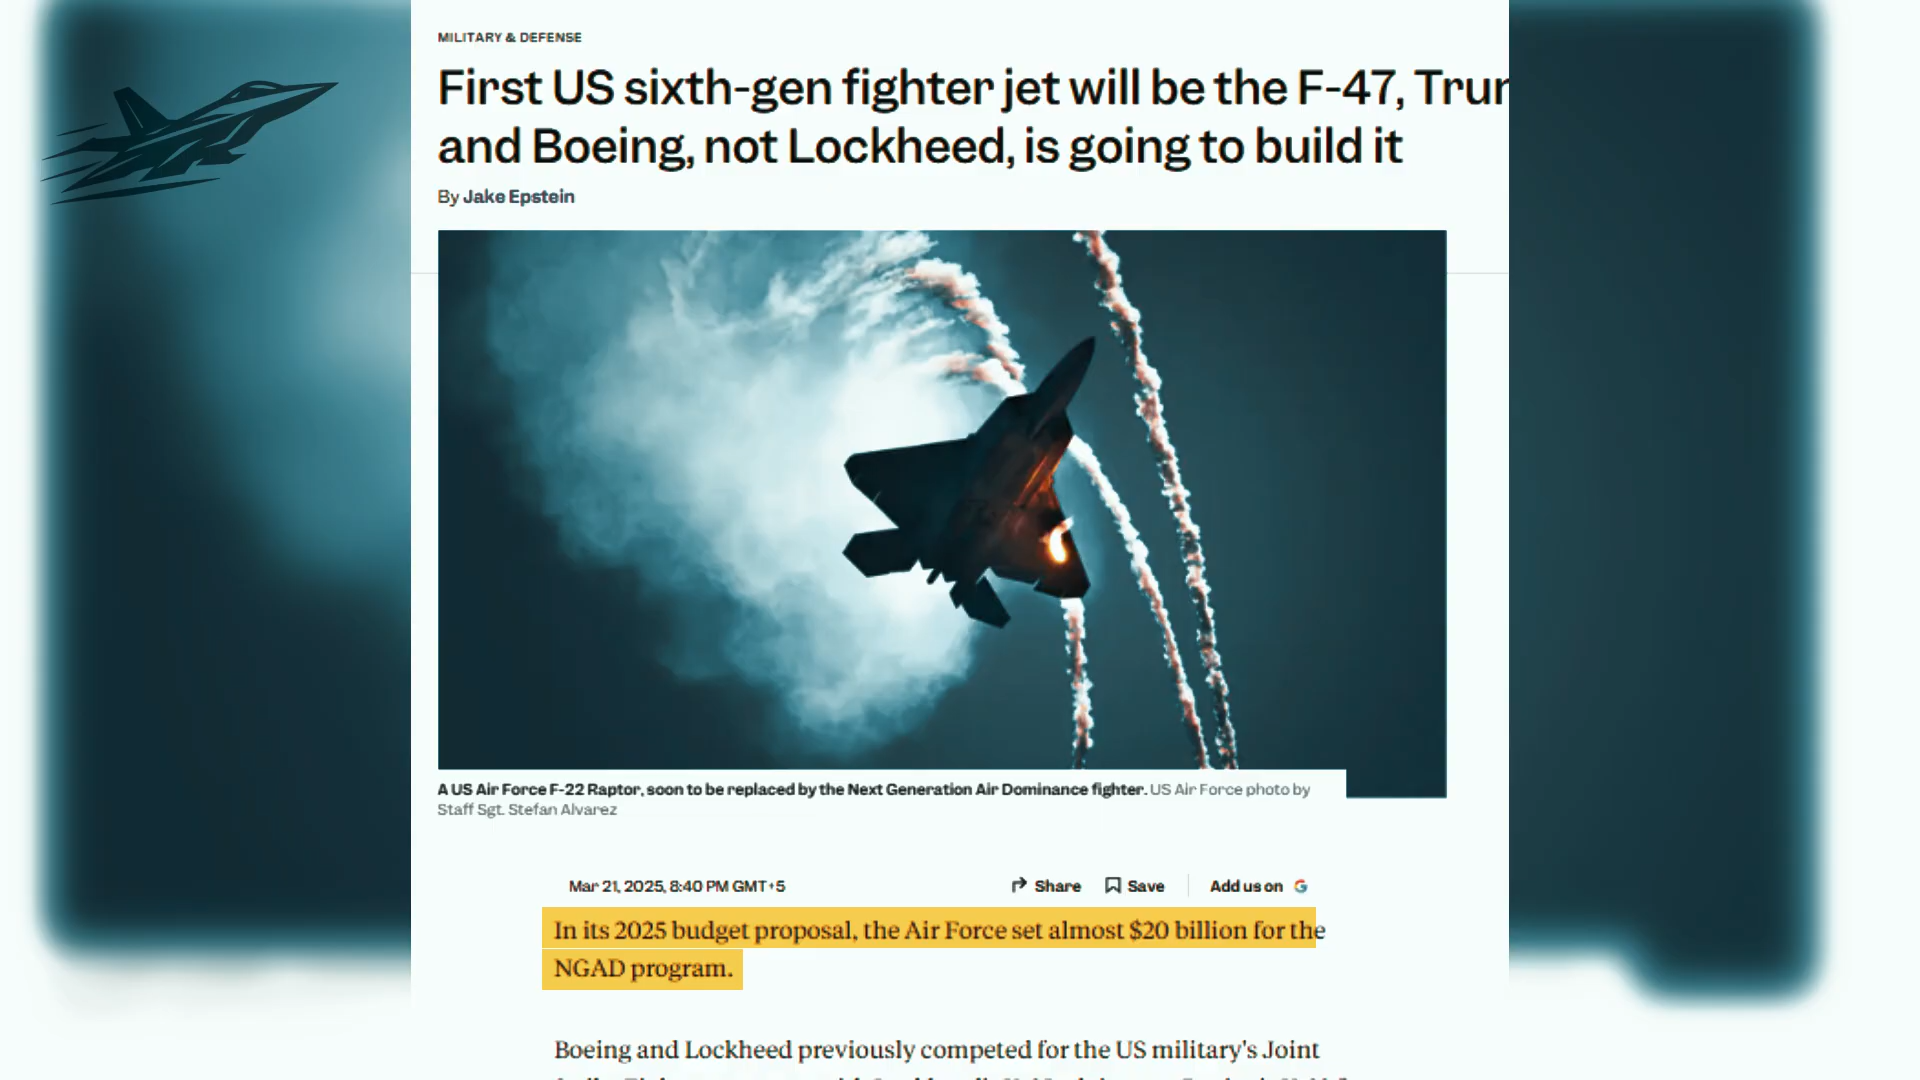 MILITARY & DEFENSE
First US sixth-gen fighter jet will be the F-47,
and Boeing, not Lockheed, is going to build it
By Jake Epstein
A US Air Force F-22 Raptor, soon to be replaced by the Next Generation Air Dominance fighter. US Air Force photo by
Staff Sgt. Stefan Alvarez
Mar 21, 2025, 8:40 PM GMT+5
Share
Save
Add us on
In its 2025 budget proposal, the Air Force set almost $20 billion for the
NGAD program.
Boeing and Lockheed previously competed for the US military's Joint